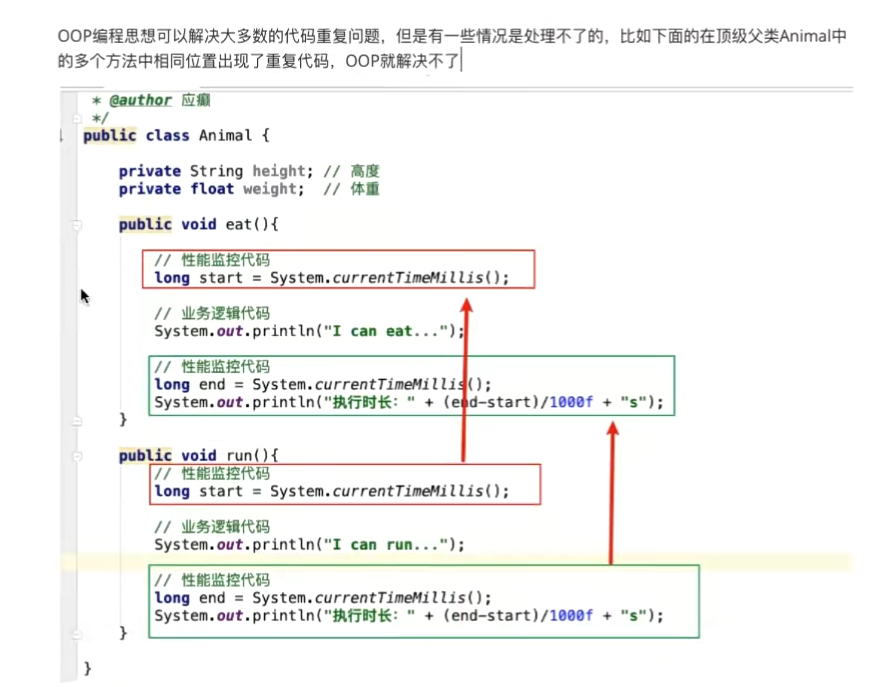 OOP编程思想可以解决大多数的代码重复问题，但是有一些情况是处理不了的，比如下面的在顶级父类Animal中
的多个方法中相同位置出现了重复代码，OOP就解决不了
* @author 应癫
*/
public class Animal {
private String height; // 高度
private float weight;  // 体重
public void eat(){
// 性能监控代码
long start = System.currentTimeMillis();
// 业务逻辑代码
System.out.println("I can eat...");
// 性能监控代码
long end = System.currentTimeMillis();
System.out.println("执行时长：" + (end-start)/1000f + "s");
}
public void run(){
// 性能监控代码
long start = System.currentTimeMillis();
// 业务逻辑代码
System.out.println("I can run...");
// 性能监控代码
long end = System.currentTimeMillis();
System.out.println("执行时长：" + (end-start)/1000f + "s");
}
}